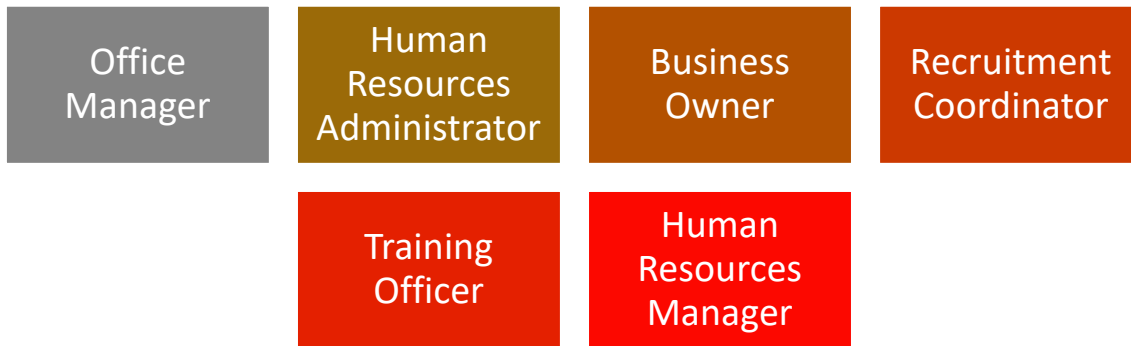 Office
Manager
Human
Resources
Administrator
Business
Owner
Recruitment
Coordinator
Training
Officer
Human
Resources
Manager